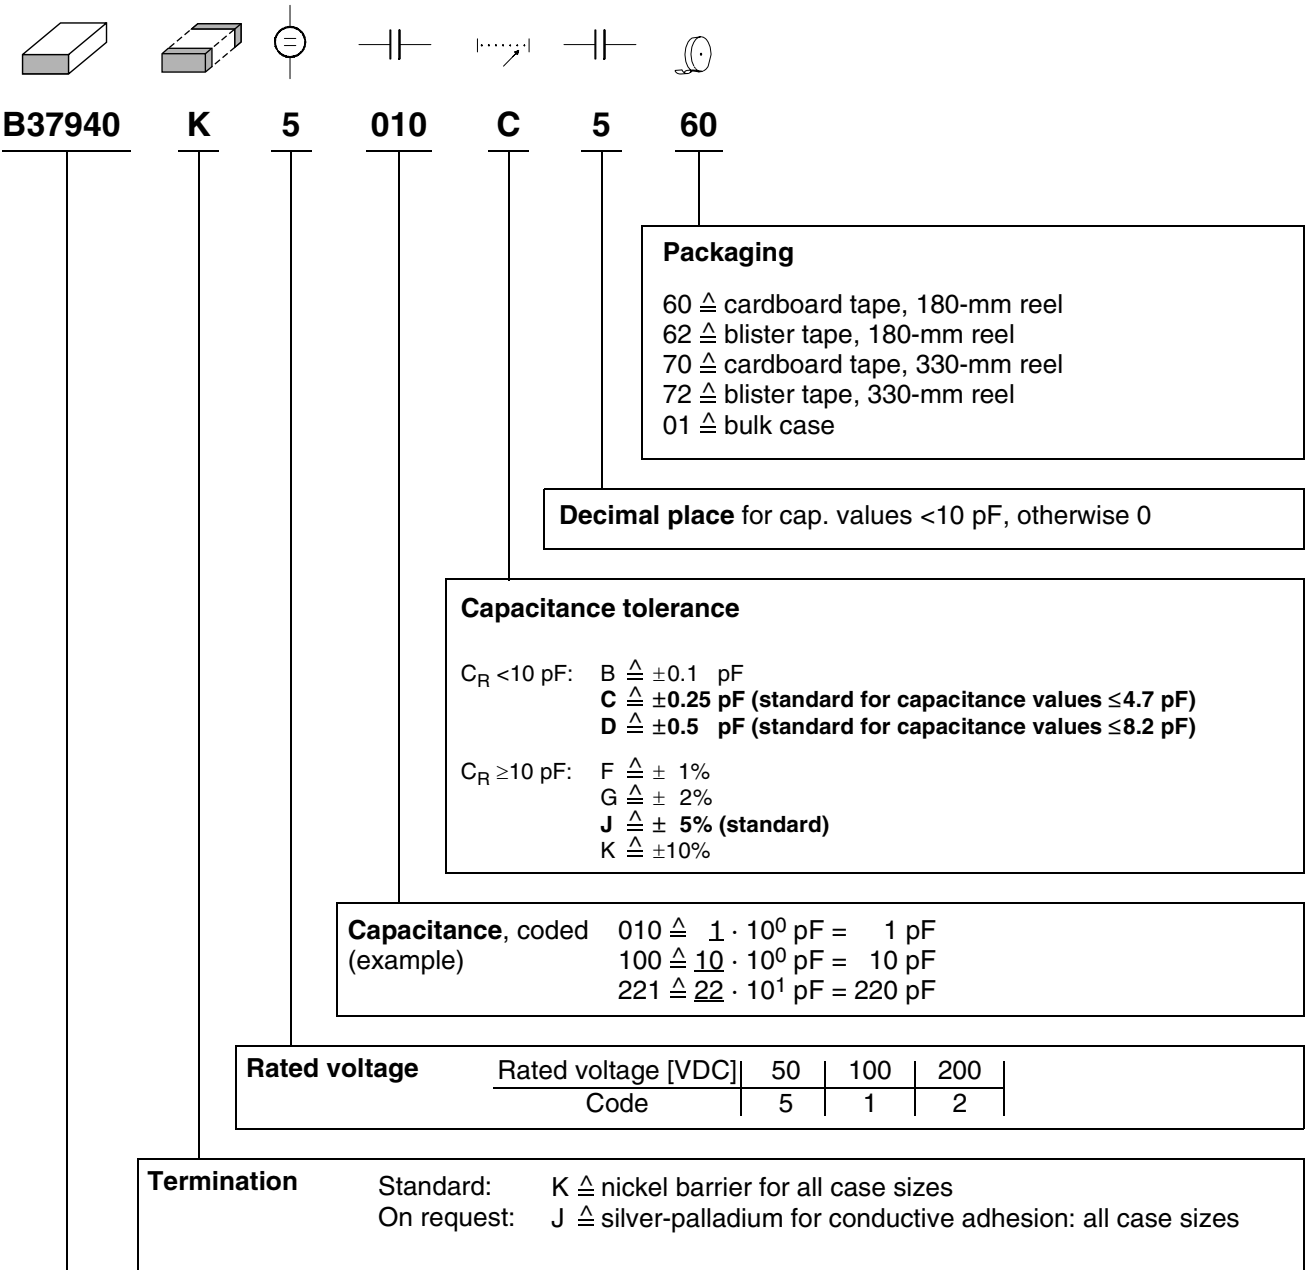 B37940 K 5 010 C 5 60
Packaging
60 ≙ cardboard tape, 180-mm reel
62 ≙ blister tape, 180-mm reel
70 ≙ cardboard tape, 330-mm reel
72 ≙ blister tape, 330-mm reel
01 ≙ bulk case
Decimal place for cap. values <10 pF, otherwise 0
Capacitance tolerance
C_R <10 pF: B ≙ ±0.1 pF
C ≙ ±0.25 pF (standard for capacitance values ≤4.7 pF)
D ≙ ±0.5 pF (standard for capacitance values ≤8.2 pF)
C_R ≥10 pF: F ≙ ± 1%
G ≙ ± 2%
J ≙ ± 5% (standard)
K ≙ ±10%
Capacitance, coded 010 ≙ 1 · 10⁰ pF = 1 pF
(example) 100 ≙ 10 · 10⁰ pF = 10 pF
221 ≙ 22 · 10¹ pF = 220 pF
Rated voltage Rated voltage [VDC] 50 100 200
Code 5 1 2
Termination Standard: K ≙ nickel barrier for all case sizes
On request: J ≙ silver-palladium for conductive adhesion: all case sizes